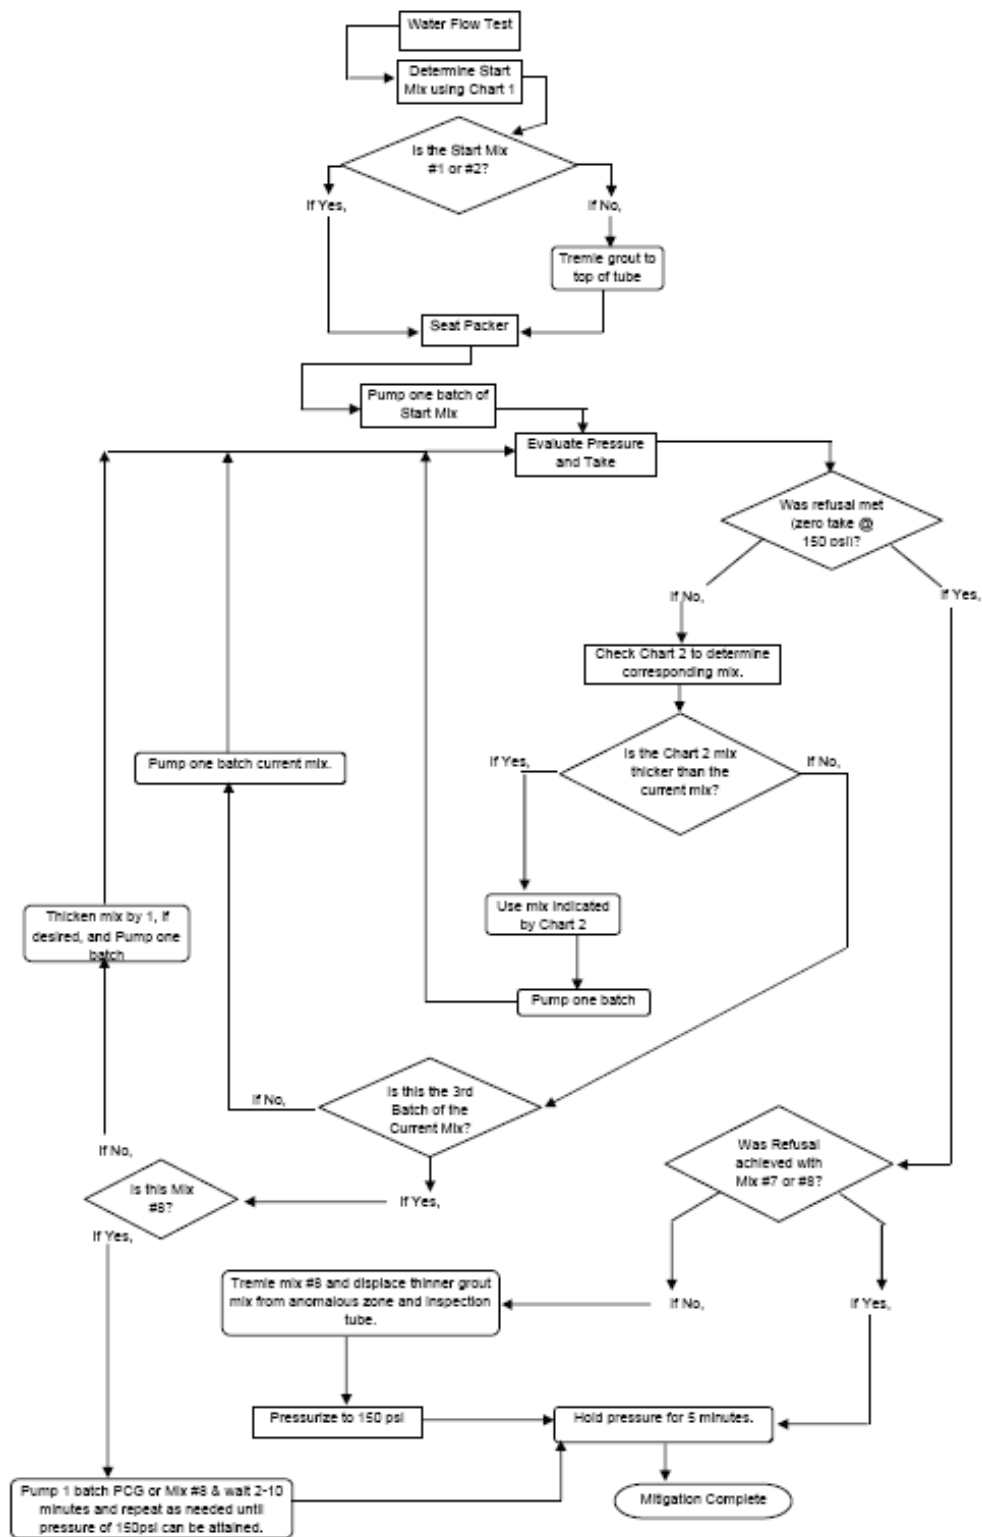 Water Flow Test
Determine Start
Mix using Chart 1
Is the Start Mix
#1 or #2?
If Yes,
If No,
Tremie grout to
top of tube
Seat Packer
Pump one batch of
Start Mix
Evaluate Pressure
and Take
Was refusal met
(zero take @
150 psi)?
If No,
If Yes,
Check Chart 2 to determine
corresponding mix.
Is the Chart 2 mix
thicker than the
current mix?
If Yes,
If No,
Pump one batch current mix.
Use mix indicated
by Chart 2
Thicken mix by 1, if
desired, and Pump one
batch
Pump one batch
Is this the 3rd
Batch of the
Current Mix?
If No,
If Yes,
Was Refusal
achieved with
Mix #7 or #8?
If No,
Is this Mix
#8?
If Yes,
Tremie mix #8 and displace thinner grout
mix from anomalous zone and inspection
tube.
If No,
If Yes,
Pressurize to 150 psi
Hold pressure for 5 minutes.
Pump 1 batch PCG or Mix #8 & wait 2-10
minutes and repeat as needed until
pressure of 150psi can be attained.
Mitigation Complete